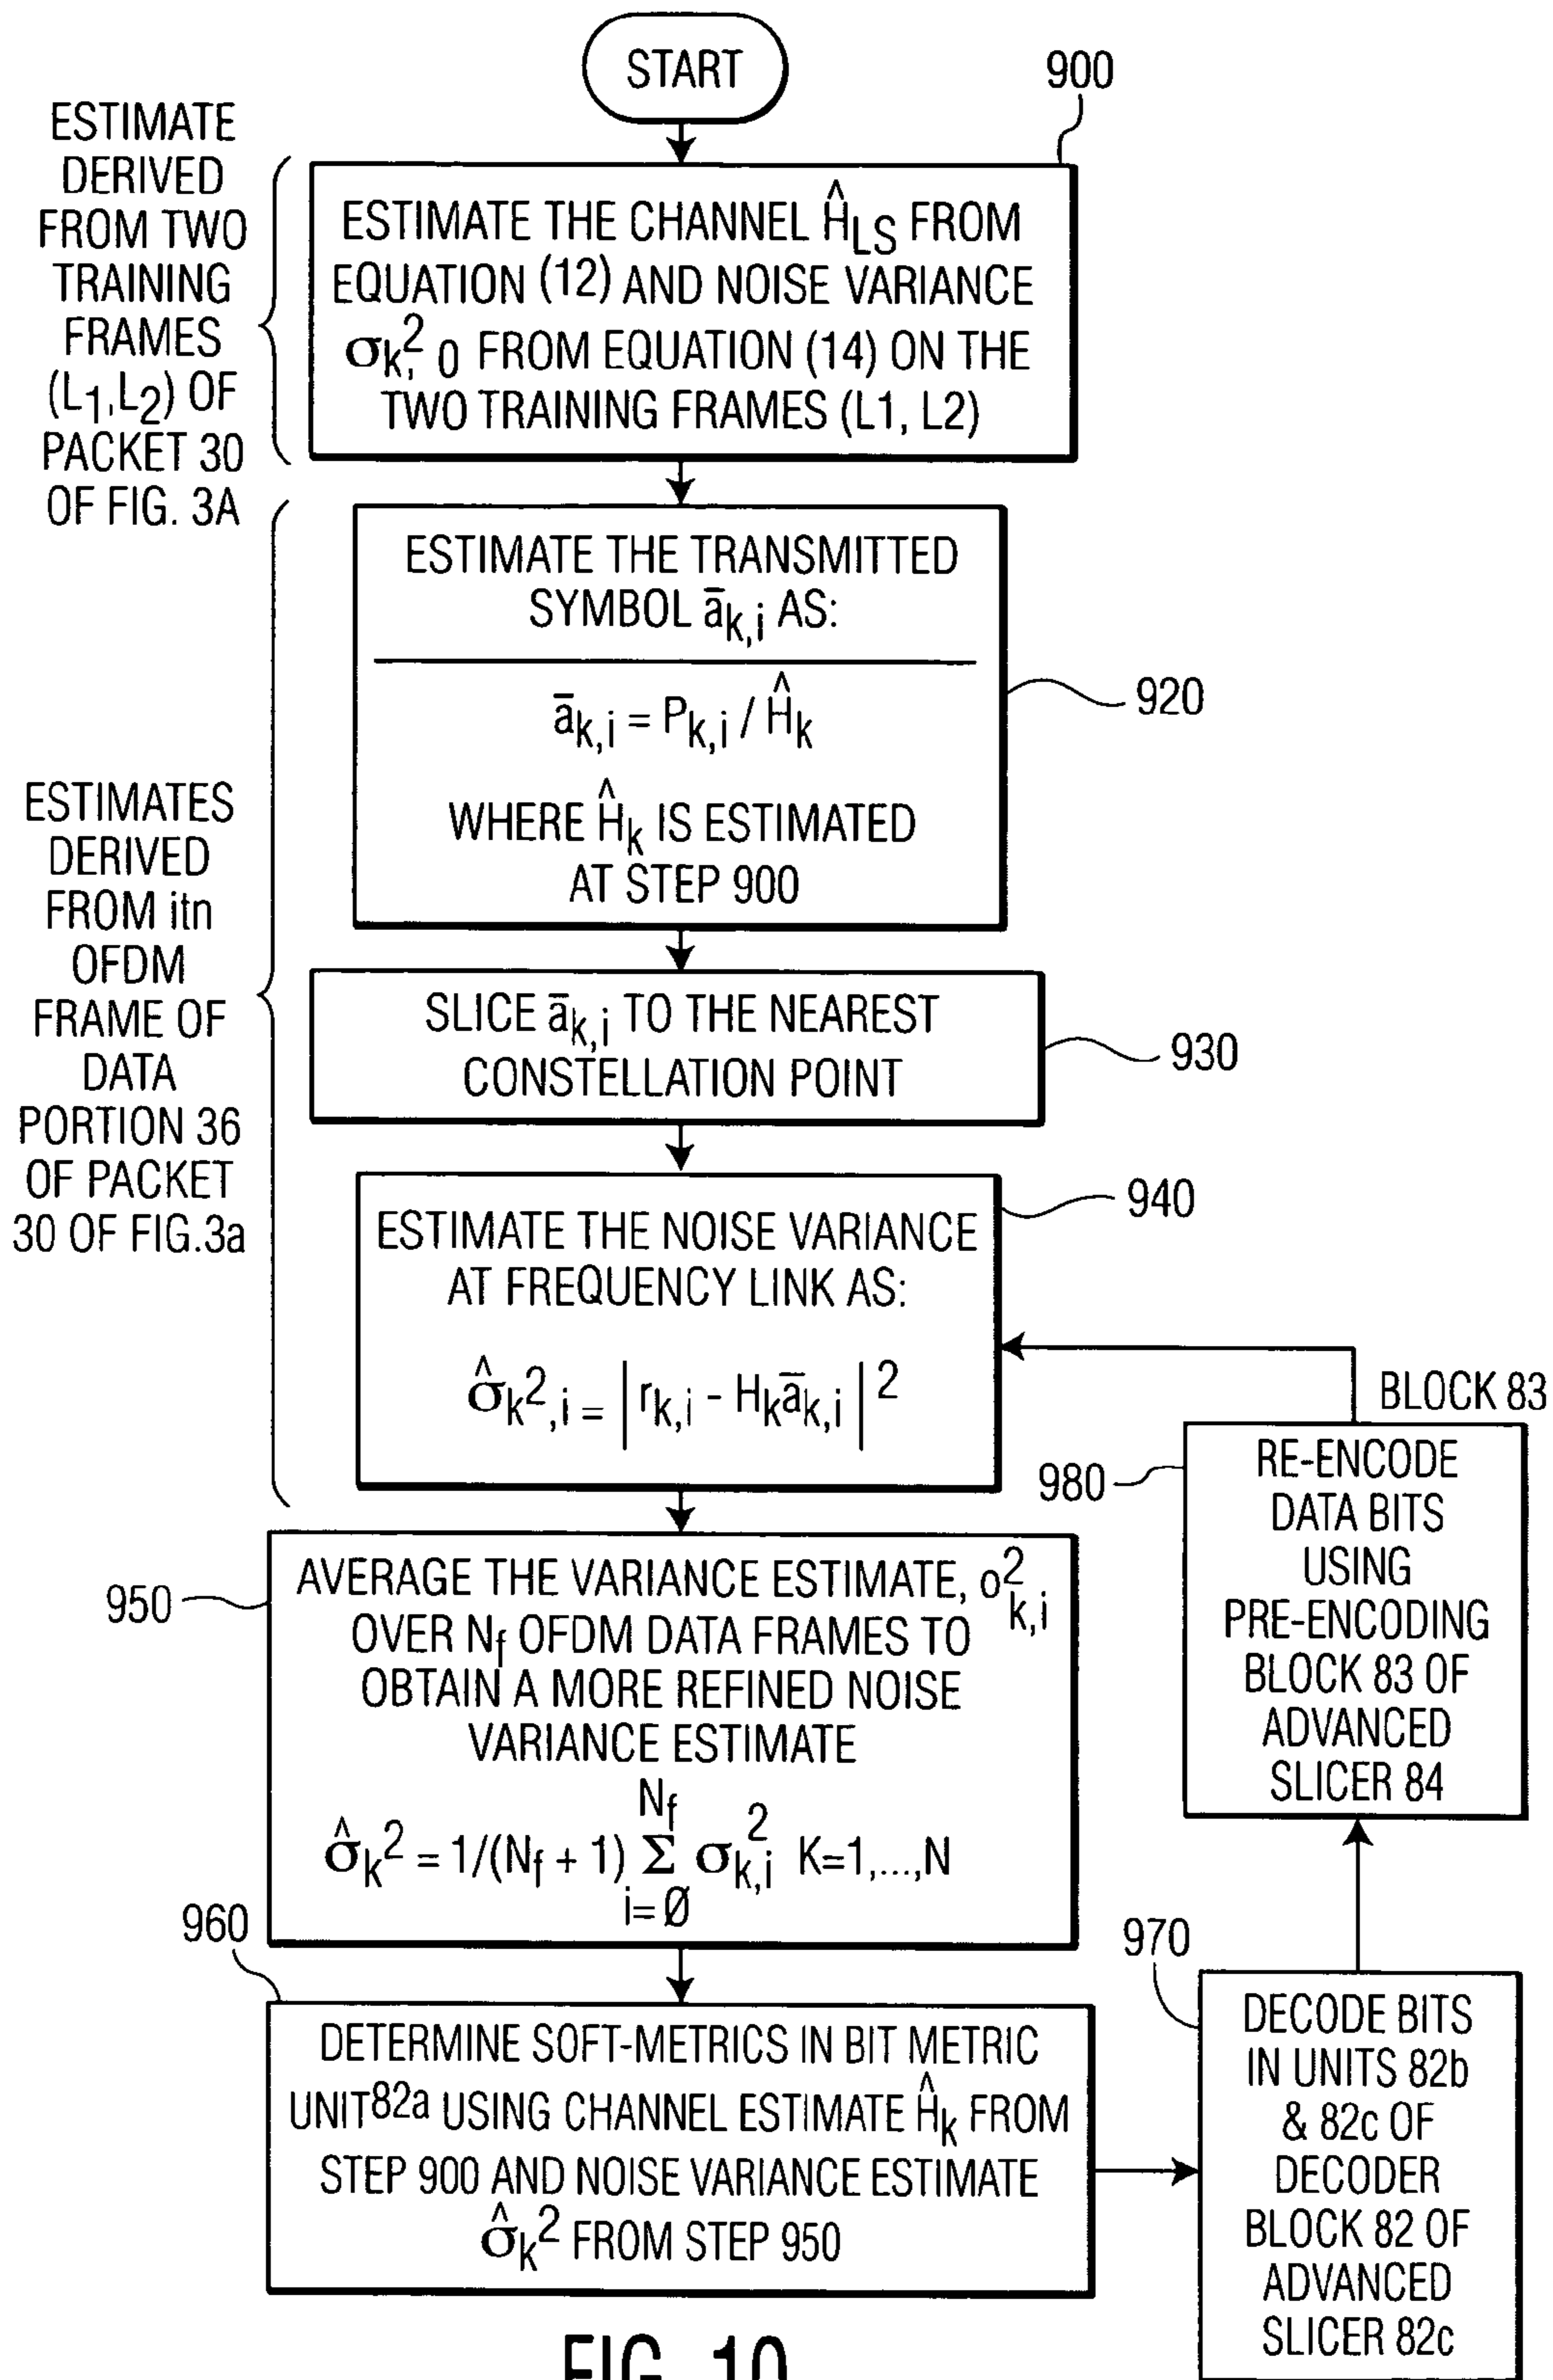 START
900
ESTIMATE
DERIVED
FROM TWO
TRAINING
FRAMES
(L1,L2) OF
PACKET 30
OF FIG. 3A
ESTIMATE THE CHANNEL ĤLS FROM
EQUATION (12) AND NOISE VARIANCE
σk,²0 FROM EQUATION (14) ON THE
TWO TRAINING FRAMES (L1, L2)
ESTIMATE THE TRANSMITTED
SYMBOL āk,i AS:
āk,i = Pk,i / Ĥk
WHERE Ĥk IS ESTIMATED
AT STEP 900
920
ESTIMATES
DERIVED
FROM itn
OFDM
FRAME OF
DATA
PORTION 36
OF PACKET
30 OF FIG.3a
SLICE āk,i TO THE NEAREST
CONSTELLATION POINT
930
ESTIMATE THE NOISE VARIANCE
AT FREQUENCY LINK AS:
σ̂k²,i = |rk,i - Hkāk,i|²
940
BLOCK 83
980
RE-ENCODE
DATA BITS
USING
PRE-ENCODING
BLOCK 83 OF
ADVANCED
SLICER 84
950
AVERAGE THE VARIANCE ESTIMATE, o²k,i
OVER Nf OFDM DATA FRAMES TO
OBTAIN A MORE REFINED NOISE
VARIANCE ESTIMATE
Nf
σ̂k² = 1/(Nf + 1) Σ σ²k,i K=1,...,N
i=Ø
960
DETERMINE SOFT-METRICS IN BIT METRIC
UNIT82a USING CHANNEL ESTIMATE Ĥk FROM
STEP 900 AND NOISE VARIANCE ESTIMATE
σ̂k² FROM STEP 950
970
DECODE BITS
IN UNITS 82b
& 82c OF
DECODER
BLOCK 82 OF
ADVANCED
SLICER 82c
FIG. 10